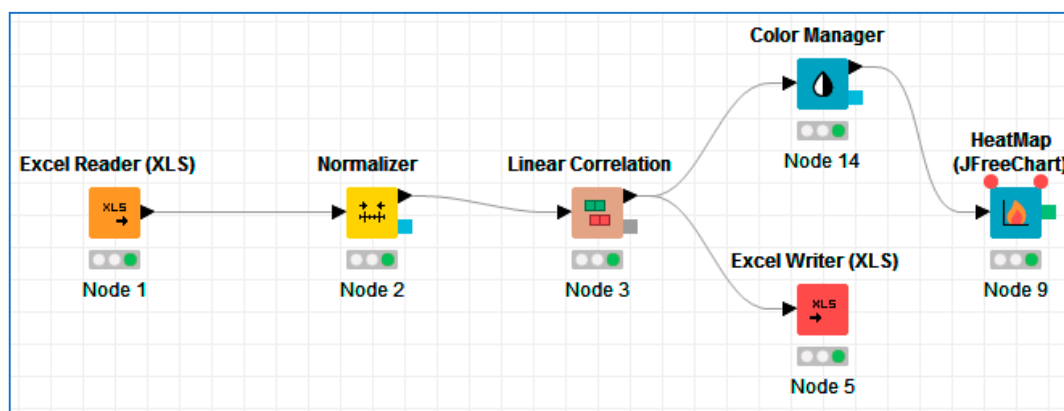 Color Manager
Node 14
HeatMap
(JFreeChart)
Excel Reader (XLS)
Normalizer
Linear Correlation
XLS
Node 1
Node 2
Node 3
Node 9
Excel Writer (XLS)
XLS
Node 5